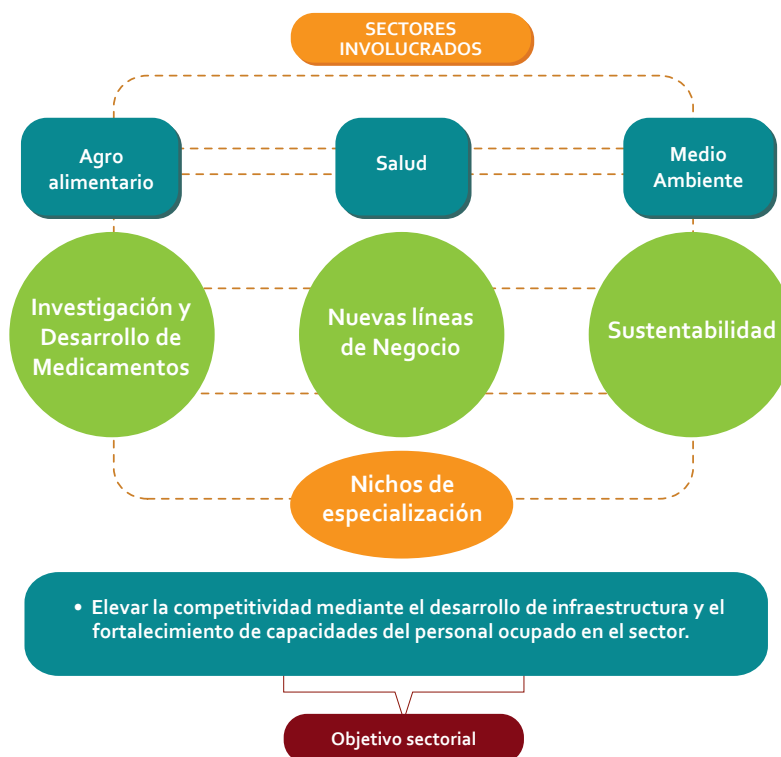 SECTORES
INVOLUCRADOS
Agro
alimentario
Salud
Medio
Ambiente
Investigación y
Desarrollo de
Medicamentos
Nuevas líneas
de Negocio
Sustentabilidad
Nichos de
especialización
• Elevar la competitividad mediante el desarrollo de infraestructura y el
fortalecimiento de capacidades del personal ocupado en el sector.
Objetivo sectorial